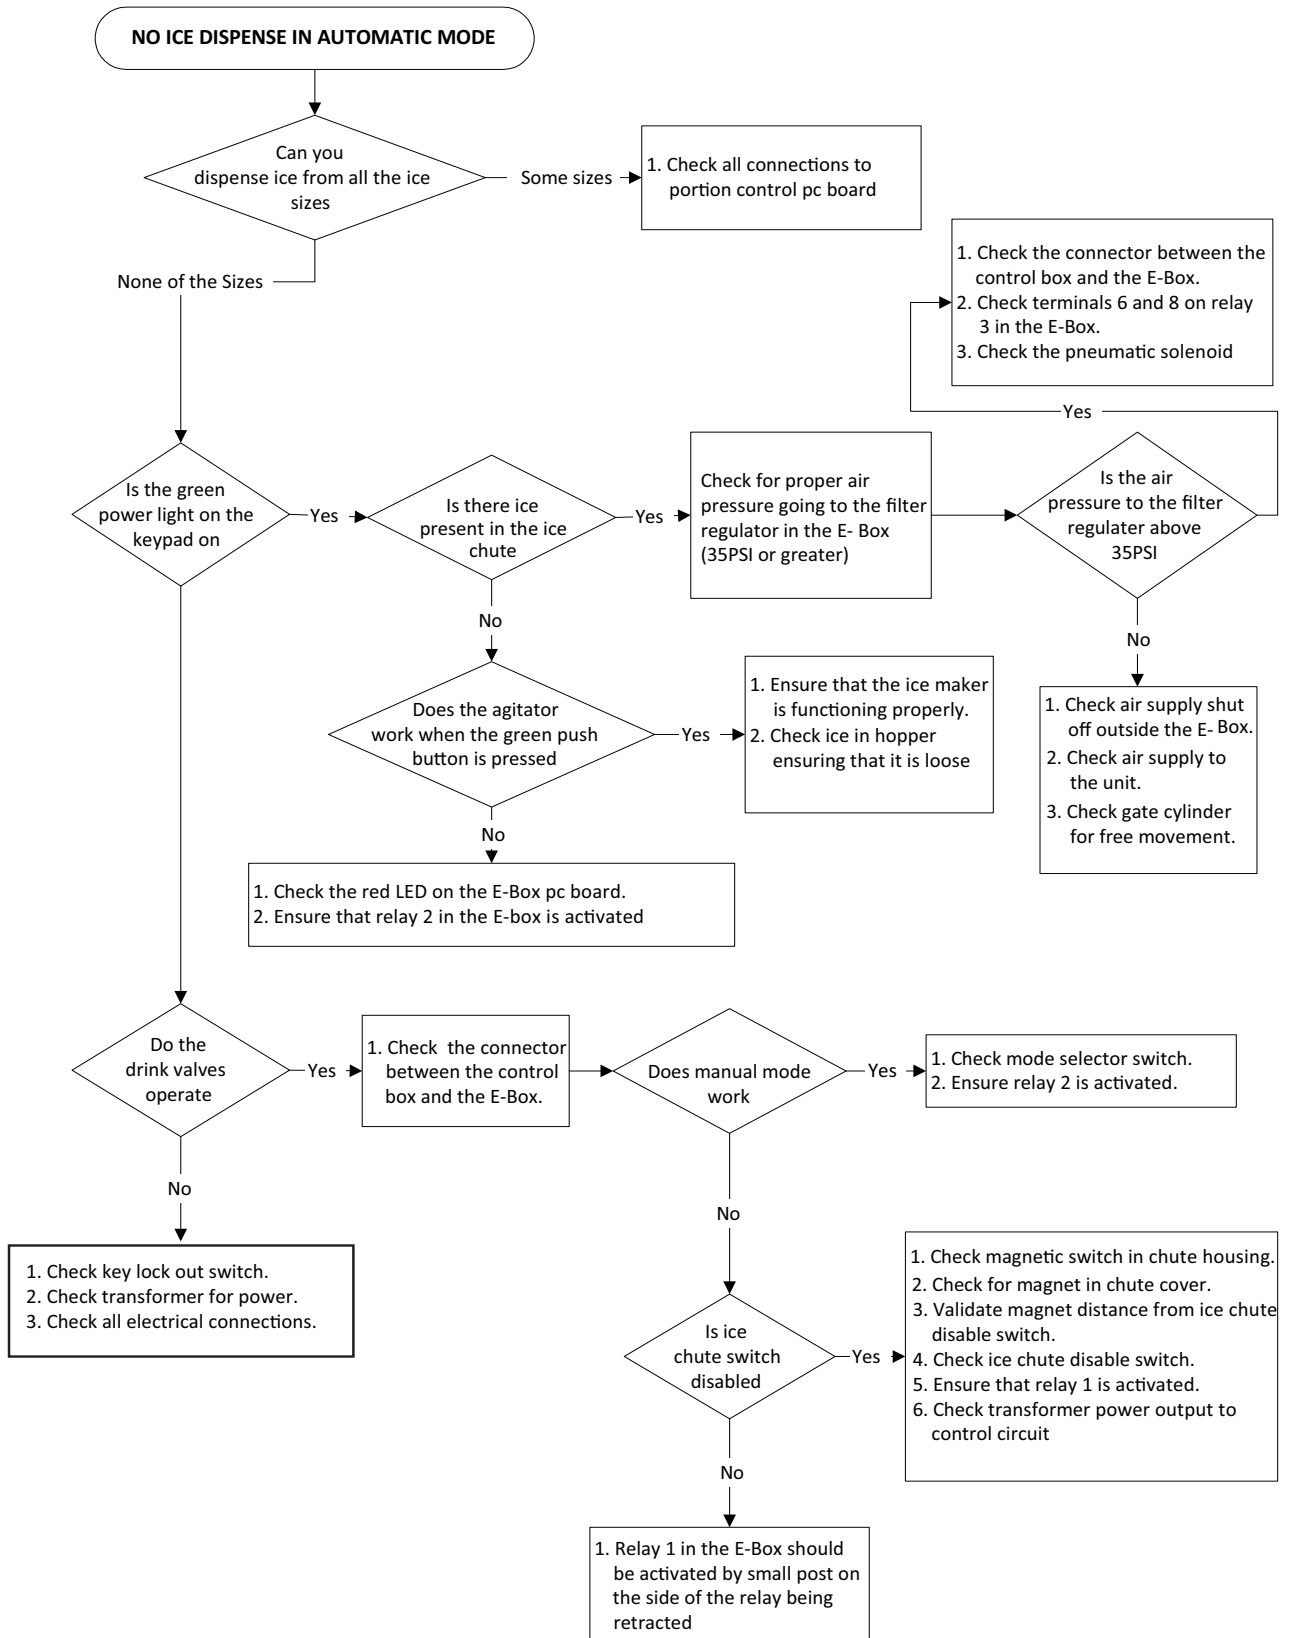 NO ICE DISPENSE IN AUTOMATIC MODE
Can you
dispense ice from all the ice
sizes
Some sizes
1. Check all connections to
portion control pc board
None of the Sizes
1. Check the connector between the
control box and the E-Box.
2. Check terminals 6 and 8 on relay
3 in the E-Box.
3. Check the pneumatic solenoid
Yes
Is the green
power light on the
keypad on
Yes
Is there ice
present in the ice
chute
Yes
Check for proper air
pressure going to the filter
regulator in the E- Box
(35PSI or greater)
Is the air
pressure to the filter
regulater above
35PSI
No
No
Does the agitator
work when the green push
button is pressed
Yes
1. Ensure that the ice maker
is functioning properly.
2. Check ice in hopper
ensuring that it is loose
1. Check air supply shut
off outside the E- Box.
2. Check air supply to
the unit.
3. Check gate cylinder
for free movement.
No
1. Check the red LED on the E-Box pc board.
2. Ensure that relay 2 in the E-box is activated
Do the
drink valves
operate
Yes
1. Check the connector
between the control
box and the E-Box.
Does manual mode
work
Yes
1. Check mode selector switch.
2. Ensure relay 2 is activated.
No
No
1. Check key lock out switch.
2. Check transformer for power.
3. Check all electrical connections.
Is ice
chute switch
disabled
Yes
1. Check magnetic switch in chute housing.
2. Check for magnet in chute cover.
3. Validate magnet distance from ice chute
disable switch.
4. Check ice chute disable switch.
5. Ensure that relay 1 is activated.
6. Check transformer power output to
control circuit
No
1. Relay 1 in the E-Box should
be activated by small post on
the side of the relay being
retracted